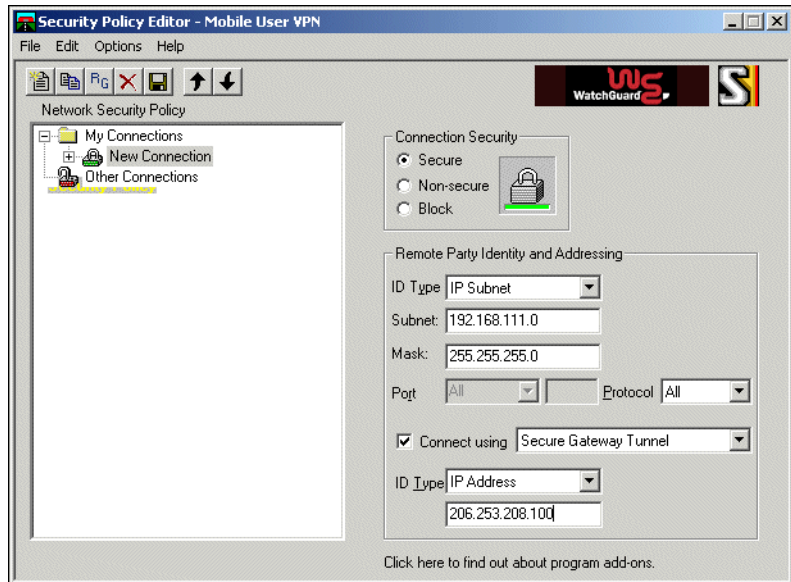 Security Policy Editor - Mobile User VPN
File Edit Options Help
RG
WatchGuard
Network Security Policy
My Connections
New Connection
Other Connections
Connection Security
Secure
Non-secure
Block
Remote Party Identity and Addressing
ID Type IP Subnet
Subnet: 192.168.111.0
Mask: 255.255.255.0
Port All Protocol All
Connect using Secure Gateway Tunnel
ID Type IP Address
206.253.208.100
Click here to find out about program add-ons.